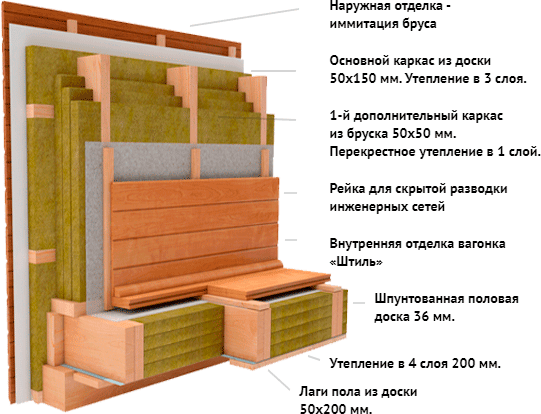 Наружная отделка -
иммитация бруса
Основной каркас из доски
50х150 мм. Утепление в 3 слоя.
1-й дополнительный каркас
из бруска 50х50 мм.
Перекрестное утепление в 1 слой.
Рейка для скрытой разводки
инженерных сетей
Внутренняя отделка вагонка
«Штиль»
Шпунтованная половая
доска 36 мм.
Утепление в 4 слоя 200 мм.
Лаги пола из доски
50х200 мм.